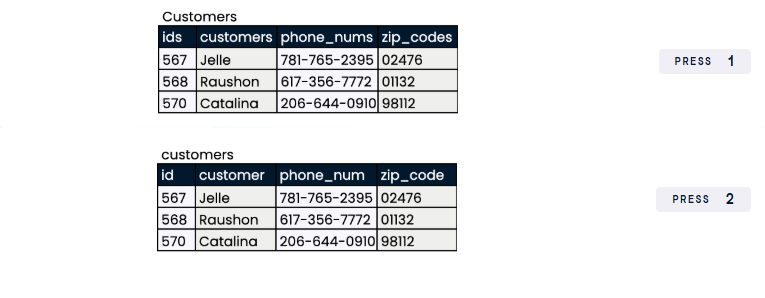 Customers
ids customers phone_nums zip_codes
567 Jelle 781-765-2395 02476
568 Raushon 617-356-7772 01132
570 Catalina 206-644-0910 98112
PRESS 1
customers
id customer phone_num zip_code
567 Jelle 781-765-2395 02476
568 Raushon 617-356-7772 01132
570 Catalina 206-644-0910 98112
PRESS 2